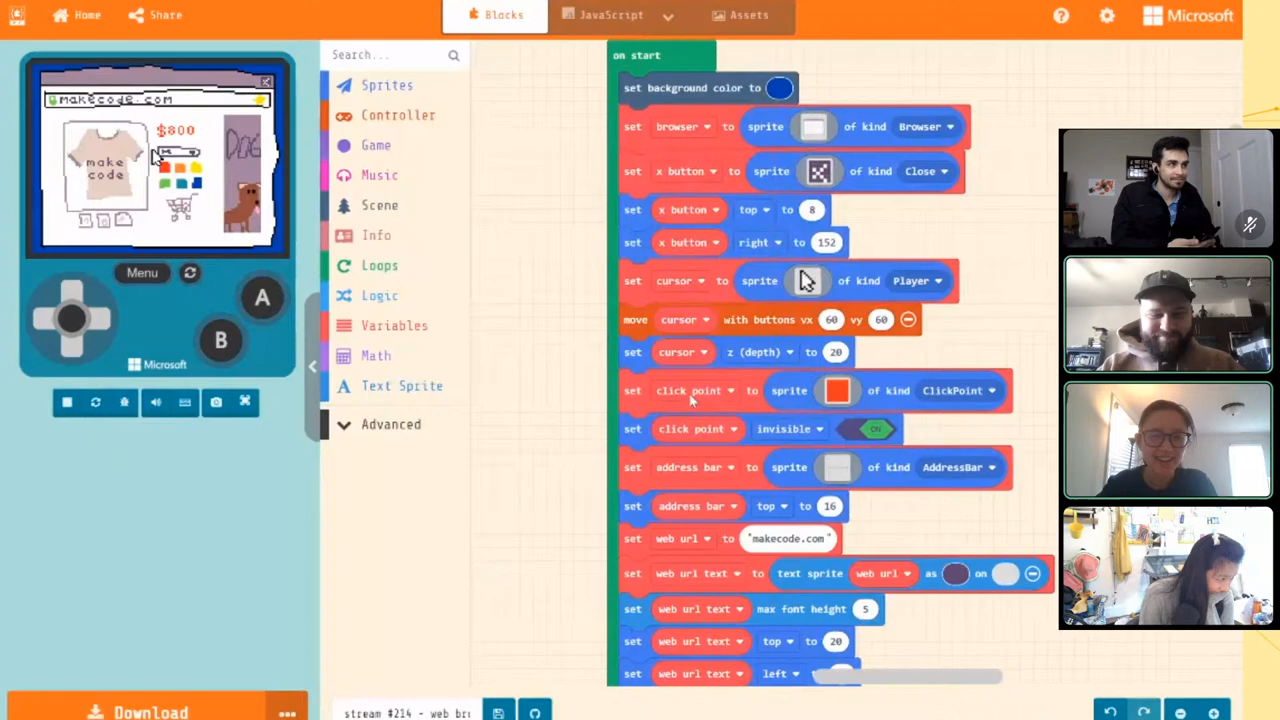 Home
Share
Blocks
JavaScript
Assets
Microsoft
makecode.com
$800
make
code
DOG
Menu
A
B
Microsoft
Search...
Sprites
Controller
Game
Music
Scene
Info
Loops
Logic
Variables
Math
Text Sprite
Advanced
on start
set background color to
set browser to sprite of kind Browser
set x button to sprite of kind Close
set x button top to 8
set x button right to 152
set cursor to sprite of kind Player
move cursor with buttons vx 60 vy 60
set cursor z (depth) to 20
set click point to sprite of kind ClickPoint
set click point invisible ON
set address bar to sprite of kind AddressBar
set address bar top to 16
set web url to "makecode.com"
set web url text to text sprite web url as on
set web url text max font height 5
set web url text top to 20
set web url text left
Download
stream #214 - web bro